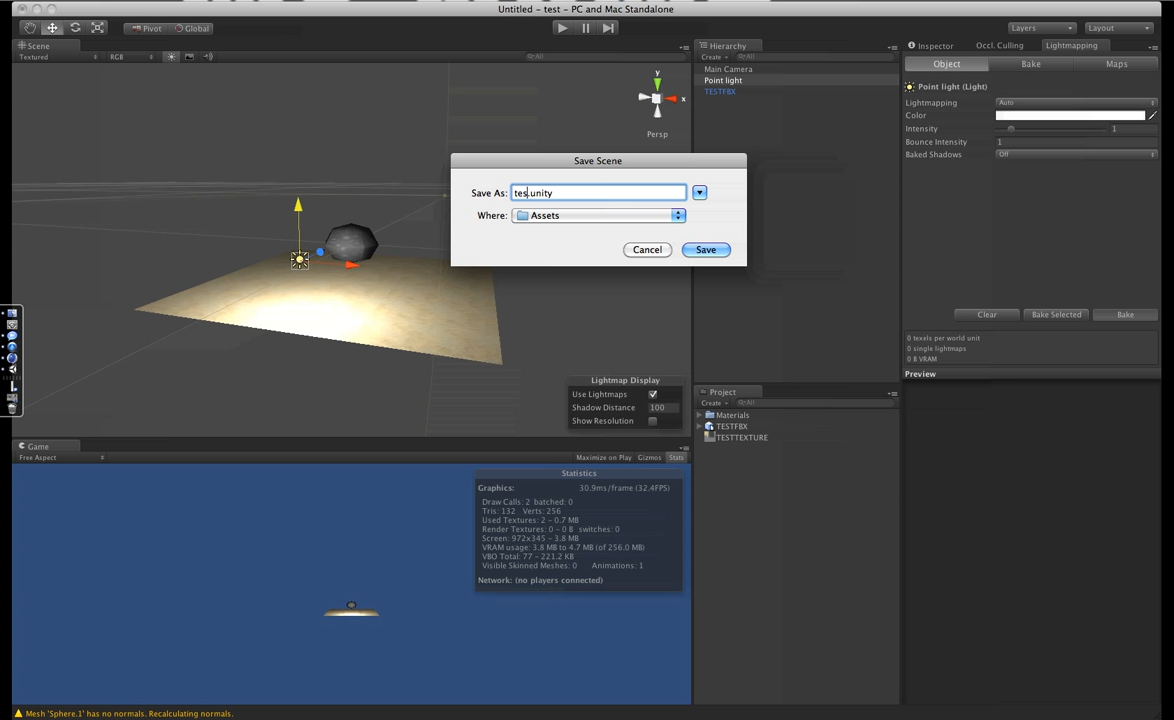 Untitled - test - PC and Mac Standalone
Pivot Global Layers Layout
Scene
Textured RGB All
y
x
Persp
Hierarchy
Create All
Main Camera
Point light
TESTFBX
Inspector Occl. Culling Lightmapping
Object Bake Maps
Point light (Light)
Lightmapping Auto
Color
Intensity 1
Bounce Intensity 1
Baked Shadows Off
Save Scene
Save As: tes.unity
Where: Assets
Cancel Save
Clear Bake Selected Bake
0 texels per world unit
0 single lightmaps
0 B VRAM
Preview
Lightmap Display
Use Lightmaps
Shadow Distance 100
Show Resolution
Project
Create All
Materials
TESTFBX
TESTTEXTURE
Game
Free Aspect Maximize on Play Gizmos Stats
Statistics
Graphics: 30.9ms/frame (32.4FPS)
Draw Calls: 2 batched: 0
Tris: 132 Verts: 256
Used Textures: 2 - 0.7 MB
Render Textures: 0 - 0 B switches: 0
Screen: 972x345 - 3.8 MB
VRAM usage: 3.8 MB to 4.7 MB (of 256.0 MB)
VBO Total: 77 - 221.2 KB
Visible Skinned Meshes: 0 Animations: 1
Network: (no players connected)
Mesh 'Sphere.1' has no normals. Recalculating normals.